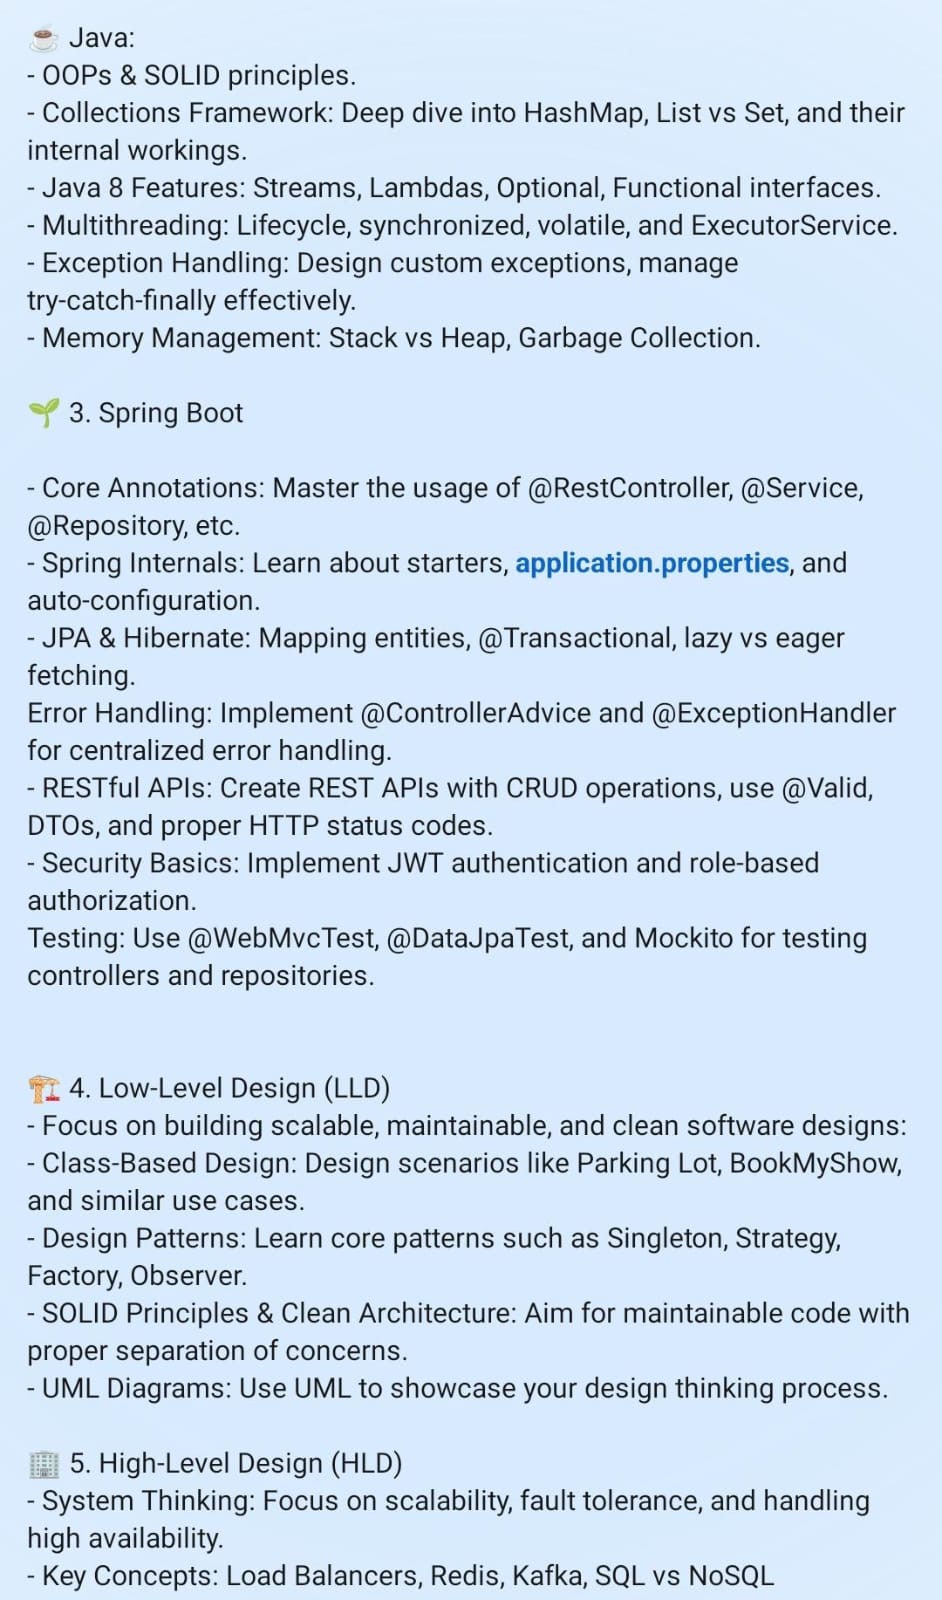 ☕ Java:
- OOPs & SOLID principles.
- Collections Framework: Deep dive into HashMap, List vs Set, and their
internal workings.
- Java 8 Features: Streams, Lambdas, Optional, Functional interfaces.
- Multithreading: Lifecycle, synchronized, volatile, and ExecutorService.
- Exception Handling: Design custom exceptions, manage
try-catch-finally effectively.
- Memory Management: Stack vs Heap, Garbage Collection.
🌱 3. Spring Boot
- Core Annotations: Master the usage of @RestController, @Service,
@Repository, etc.
- Spring Internals: Learn about starters, application.properties, and
auto-configuration.
- JPA & Hibernate: Mapping entities, @Transactional, lazy vs eager
fetching.
Error Handling: Implement @ControllerAdvice and @ExceptionHandler
for centralized error handling.
- RESTful APIs: Create REST APIs with CRUD operations, use @Valid,
DTOs, and proper HTTP status codes.
- Security Basics: Implement JWT authentication and role-based
authorization.
Testing: Use @WebMvcTest, @DataJpaTest, and Mockito for testing
controllers and repositories.
🏗️ 4. Low-Level Design (LLD)
- Focus on building scalable, maintainable, and clean software designs:
- Class-Based Design: Design scenarios like Parking Lot, BookMyShow,
and similar use cases.
- Design Patterns: Learn core patterns such as Singleton, Strategy,
Factory, Observer.
- SOLID Principles & Clean Architecture: Aim for maintainable code with
proper separation of concerns.
- UML Diagrams: Use UML to showcase your design thinking process.
🏢 5. High-Level Design (HLD)
- System Thinking: Focus on scalability, fault tolerance, and handling
high availability.
- Key Concepts: Load Balancers, Redis, Kafka, SQL vs NoSQL